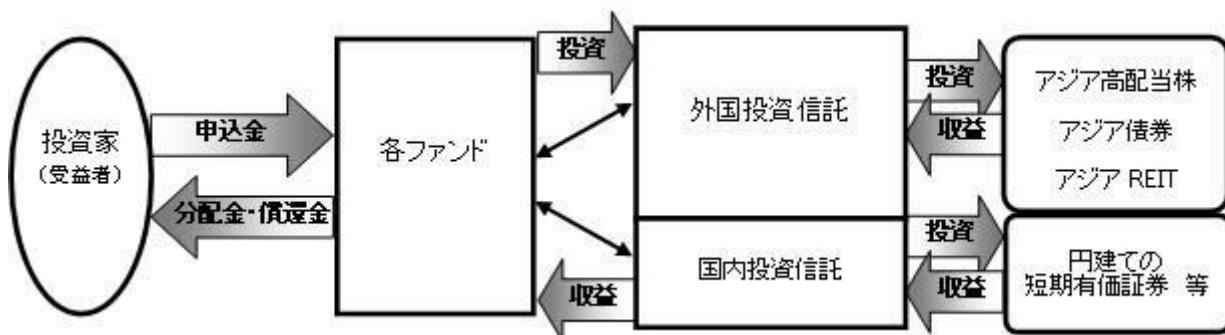 投資家
(受益者)
申込金
分配金・償還金
各ファンド
投資
収益
外国投資信託
国内投資信託
投資
収益
アジア高配当株
アジア債券
アジア REIT
投資
収益
円建ての
短期有価証券 等